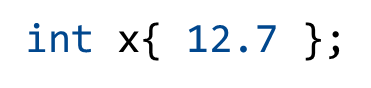 int x{ 12.7 };